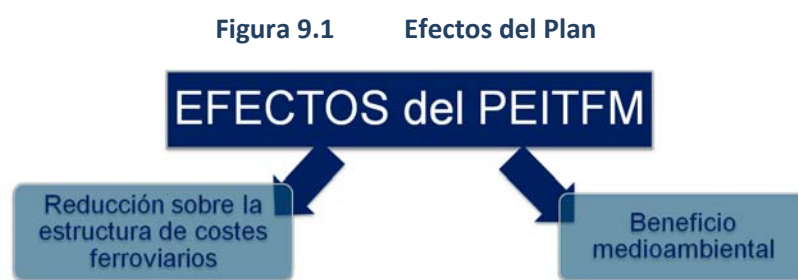 Figura 9.1 Efectos del Plan
EFECTOS del PEITFM
Reducción sobre la
estructura de costes
ferroviarios
Beneficio
medioambiental